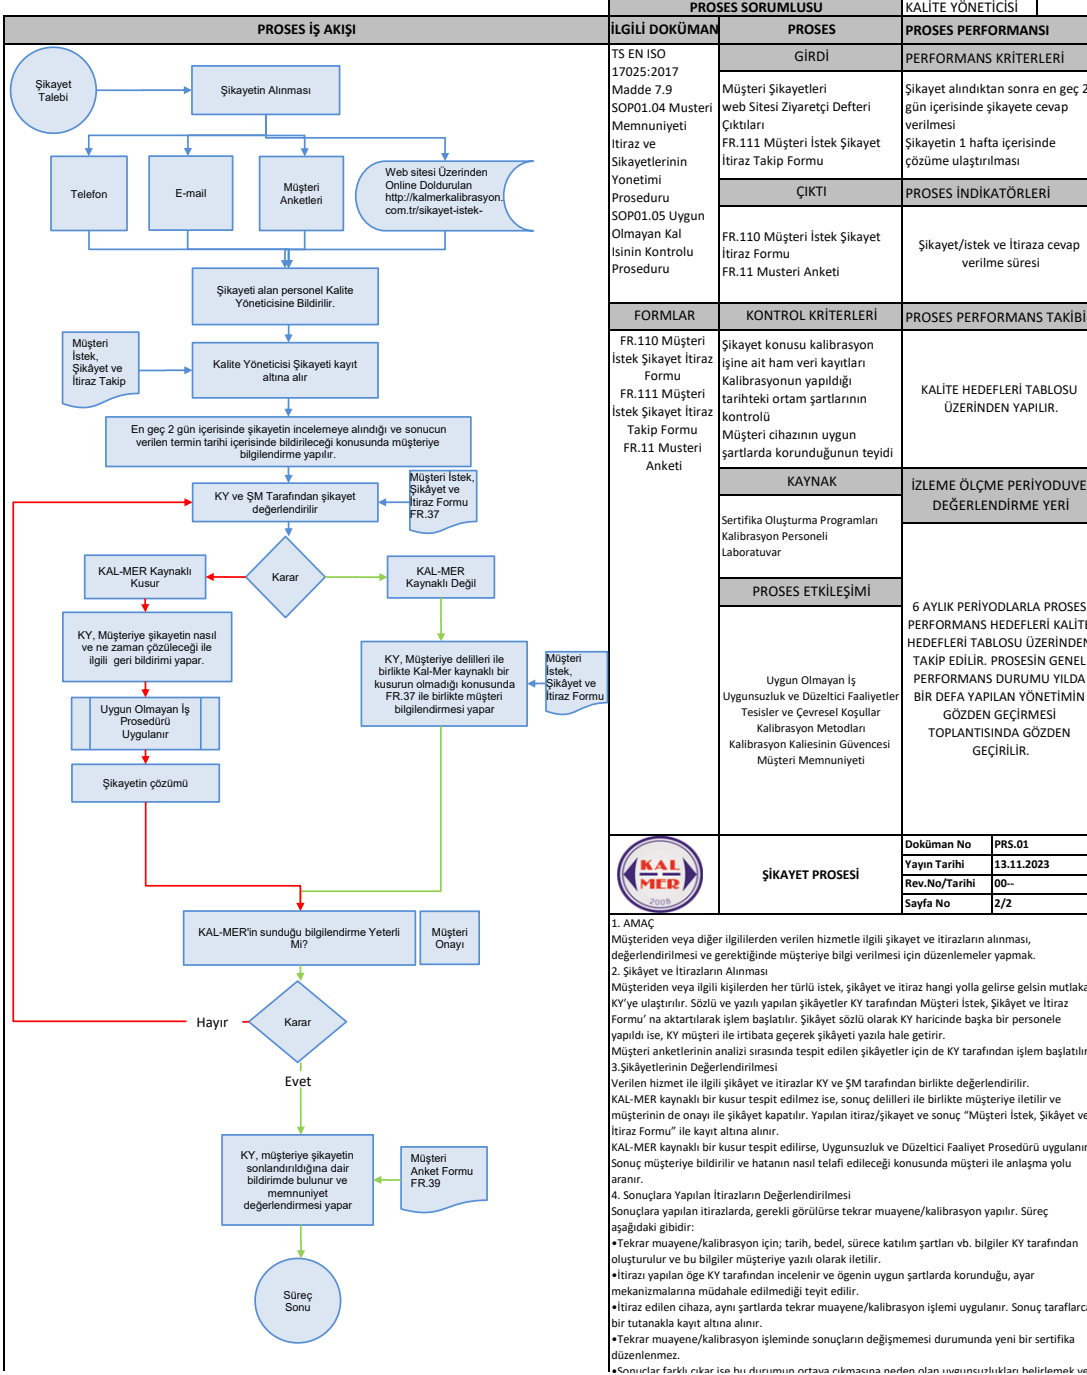 PROSES SORUMLUSU
KALİTE YÖNETİCİSİ
PROSES İŞ AKIŞI
İLGİLİ DOKÜMAN
PROSES
PROSES PERFORMANSI
Şikayet
Talebi
Şikayetin Alınması
Telefon
E-mail
Müşteri
Anketleri
Web sitesi Üzerinden
Online Doldurulan
http://kalmerkalibrasyon.
com.tr/sikayet-istek-
Şikayeti alan personel Kalite
Yöneticisine Bildirilir.
Müşteri
İstek,
Şikâyet ve
İtiraz Takip
Kalite Yöneticisi Şikayeti kayıt
altına alır
En geç 2 gün içerisinde şikayetin incelemeye alındığı ve sonucun
verilen termin tarihi içerisinde bildirileceği konusunda müşteriye
bilgilendirme yapılır.
KY ve ŞM Tarafından şikayet
değerlendirilir
Müşteri İstek,
Şikâyet ve
İtiraz Formu
FR.37
KAL-MER Kaynaklı
Kusur
Karar
KAL-MER
Kaynaklı Değil
KY, Müşteriye şikayetin nasıl
ve ne zaman çözüleceği ile
ilgili geri bildirimi yapar.
KY, Müşteriye delilleri ile
birlikte Kal-Mer kaynaklı bir
kusurun olmadığı konusunda
FR.37 ile birlikte müşteri
bilgilendirmesi yapar
Müşteri
İstek,
Şikâyet ve
İtiraz Formu
Uygun Olmayan İş
Prosedürü
Uygulanır
Şikayetin çözümü
KAL-MER'in sunduğu bilgilendirme Yeterli
Mi?
Müşteri
Onayı
Hayır
Karar
Evet
KY, müşteriye şikayetin
sonlandırıldığına dair
bildirimde bulunur ve
memnuniyet
değerlendirmesi yapar
Müşteri
Anket Formu
FR.39
Süreç
Sonu
TS EN ISO
17025:2017
Madde 7.9
SOP01.04 Musteri
Memnuniyeti
Itiraz ve
Sikayetlerinin
Yonetimi
Proseduru
SOP01.05 Uygun
Olmayan Kal
Isinin Kontrolu
Proseduru
GİRDİ
Müşteri Şikayetleri
web Sitesi Ziyaretçi Defteri
Çıktıları
FR.111 Müşteri İstek Şikayet
İtiraz Takip Formu
ÇIKTI
FR.110 Müşteri İstek Şikayet
İtiraz Formu
FR.11 Musteri Anketi
PERFORMANS KRİTERLERİ
Şikayet alındıktan sonra en geç 2
gün içerisinde şikayete cevap
verilmesi
Şikayetin 1 hafta içerisinde
çözüme ulaştırılması
PROSES İNDİKATÖRLERİ
Şikayet/istek ve İtiraza cevap
verilme süresi
FORMLAR
KONTROL KRİTERLERİ
PROSES PERFORMANS TAKİBİ
FR.110 Müşteri
İstek Şikayet İtiraz
Formu
FR.111 Müşteri
İstek Şikayet İtiraz
Takip Formu
FR.11 Musteri
Anketi
Şikayet konusu kalibrasyon
işine ait ham veri kayıtları
Kalibrasyonun yapıldığı
tarihteki ortam şartlarının
kontrolü
Müşteri cihazının uygun
şartlarda korunduğunun teyidi
KALİTE HEDEFLERİ TABLOSU
ÜZERİNDEN YAPILIR.
KAYNAK
Sertifika Oluşturma Programları
Kalibrasyon Personeli
Laboratuvar
İZLEME ÖLÇME PERİYODUVE
DEĞERLENDİRME YERİ
PROSES ETKİLEŞİMİ
Uygun Olmayan İş
Uygunsuzluk ve Düzeltici Faaliyetler
Tesisler ve Çevresel Koşullar
Kalibrasyon Metodları
Kalibrasyon Kaliesinin Güvencesi
Müşteri Memnuniyeti
6 AYLIK PERİYODLARLA PROSES
PERFORMANS HEDEFLERİ KALİTE
HEDEFLERİ TABLOSU ÜZERİNDEN
TAKİP EDİLİR. PROSESİN GENEL
PERFORMANS DURUMU YILDA
BİR DEFA YAPILAN YÖNETİMİN
GÖZDEN GEÇİRMESİ
TOPLANTISINDA GÖZDEN
GEÇİRİLİR.
KAL
MER
2008
ŞİKAYET PROSESİ
Doküman No PRS.01
Yayın Tarihi 13.11.2023
Rev.No/Tarihi 00--
Sayfa No 2/2
1. AMAÇ
Müşteriden veya diğer ilgililerden verilen hizmetle ilgili şikayet ve itirazların alınması,
değerlendirilmesi ve gerektiğinde müşteriye bilgi verilmesi için düzenlemeler yapmak.
2. Şikâyet ve İtirazların Alınması
Müşteriden veya ilgili kişilerden her türlü istek, şikâyet ve itiraz hangi yolla gelirse gelsin mutlaka
KY'ye ulaştırılır. Sözlü ve yazılı yapılan şikâyetler KY tarafından Müşteri İstek, Şikâyet ve İtiraz
Formu' na aktartılarak işlem başlatılır. Şikâyet sözlü olarak KY haricinde başka bir personele
yapıldı ise, KY müşteri ile irtibata geçerek şikâyeti yazıla hale getirir.
Müşteri anketlerinin analizi sırasında tespit edilen şikâyetler için de KY tarafından işlem başlatılır
3.Şikâyetlerinin Değerlendirilmesi
Verilen hizmet ile ilgili şikâyet ve itirazlar KY ve ŞM tarafından birlikte değerlendirilir.
KAL-MER kaynaklı bir kusur tespit edilmez ise, sonuç delilleri ile birlikte müşteriye iletilir ve
müşterinin de onayı ile şikâyet kapatılır. Yapılan itiraz/şikayet ve sonuç “Müşteri İstek, Şikâyet ve
İtiraz Formu” ile kayıt altına alınır.
KAL-MER kaynaklı bir kusur tespit edilirse, Uygunsuzluk ve Düzeltici Faaliyet Prosedürü uygulanır
Sonuç müşteriye bildirilir ve hatanın nasıl telafi edileceği konusunda müşteri ile anlaşma yolu
aranır.
4. Sonuçlara Yapılan İtirazların Değerlendirilmesi
Sonuçlara yapılan itirazlarda, gerekli görülürse tekrar muayene/kalibrasyon yapılır. Süreç
aşağıdaki gibidir:
•Tekrar muayene/kalibrasyon için; tarih, bedel, sürece katılım şartları vb. bilgiler KY tarafından
oluşturulur ve bu bilgiler müşteriye yazılı olarak iletilir.
•İtirazı yapılan öge KY tarafından incelenir ve ögenin uygun şartlarda korunduğu, ayar
mekanizmalarına müdahale edilmediği teyit edilir.
•İtiraz edilen cihaza, aynı şartlarda tekrar muayene/kalibrasyon işlemi uygulanır. Sonuç taraflarca
bir tutanakla kayıt altına alınır.
•Tekrar muayene/kalibrasyon işleminde sonuçların değişmemesi durumunda yeni bir sertifika
düzenlenmez.
•Sonuçlar farklı çıkar ise bu durumun ortaya çıkmasına neden olan uygunsuzlukları belirlemek ve